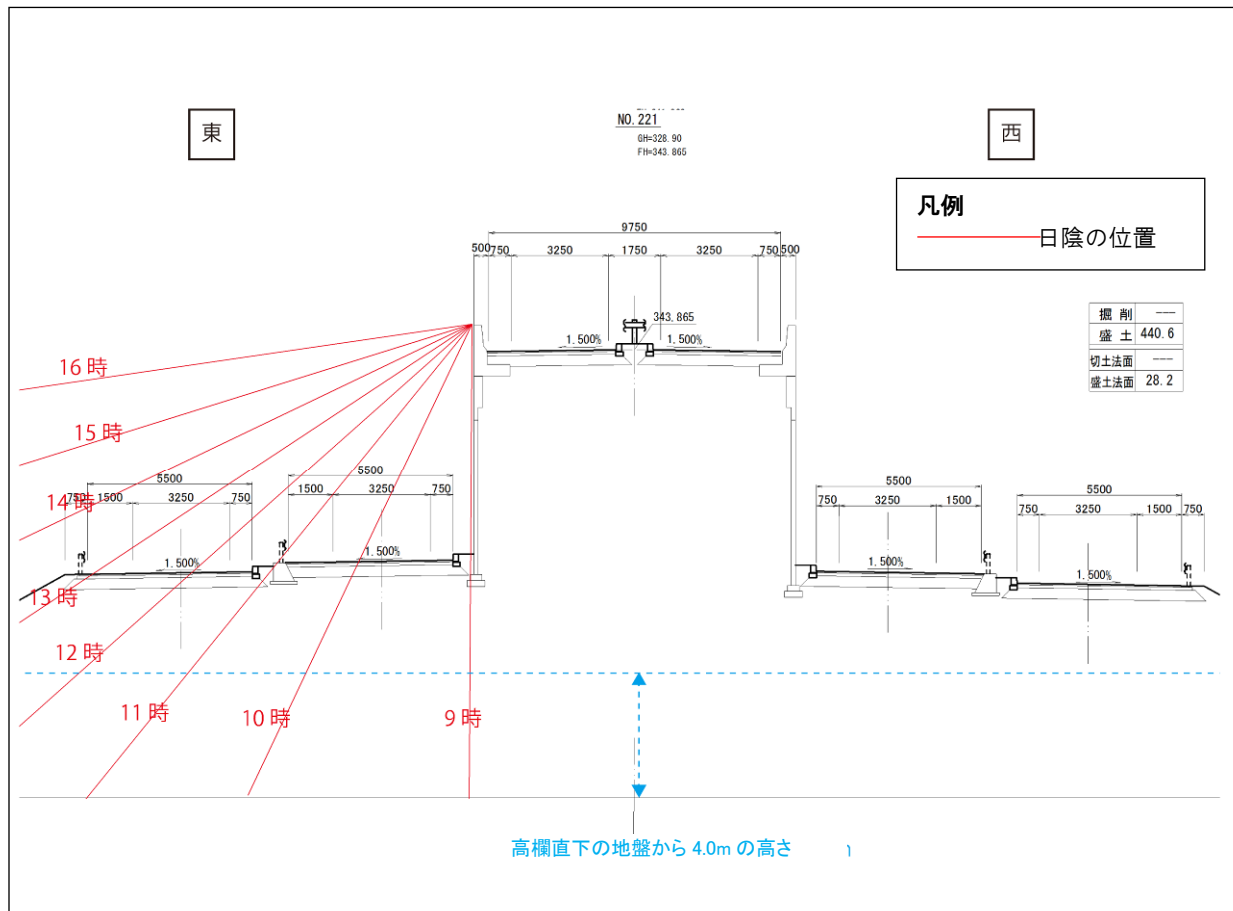 東
NO.221
GH=328.90
FH=343.865
西
凡例
日陰の位置
9750
500 750 3250 1750 3250 750 500
掘 削 ---
盛 土 440.6
切土法面 ---
盛土法面 28.2
343.865
1.500% 1.500%
16時
15時
14時
13時
12時
11時
10時
9時
5500
750 1500 3250 750
1.500%
5500
1500 3250 750
1.500%
5500
750 3250 1500
1.500%
5500
750 3250 1500 750
1.500%
高欄直下の地盤から 4.0m の高さ